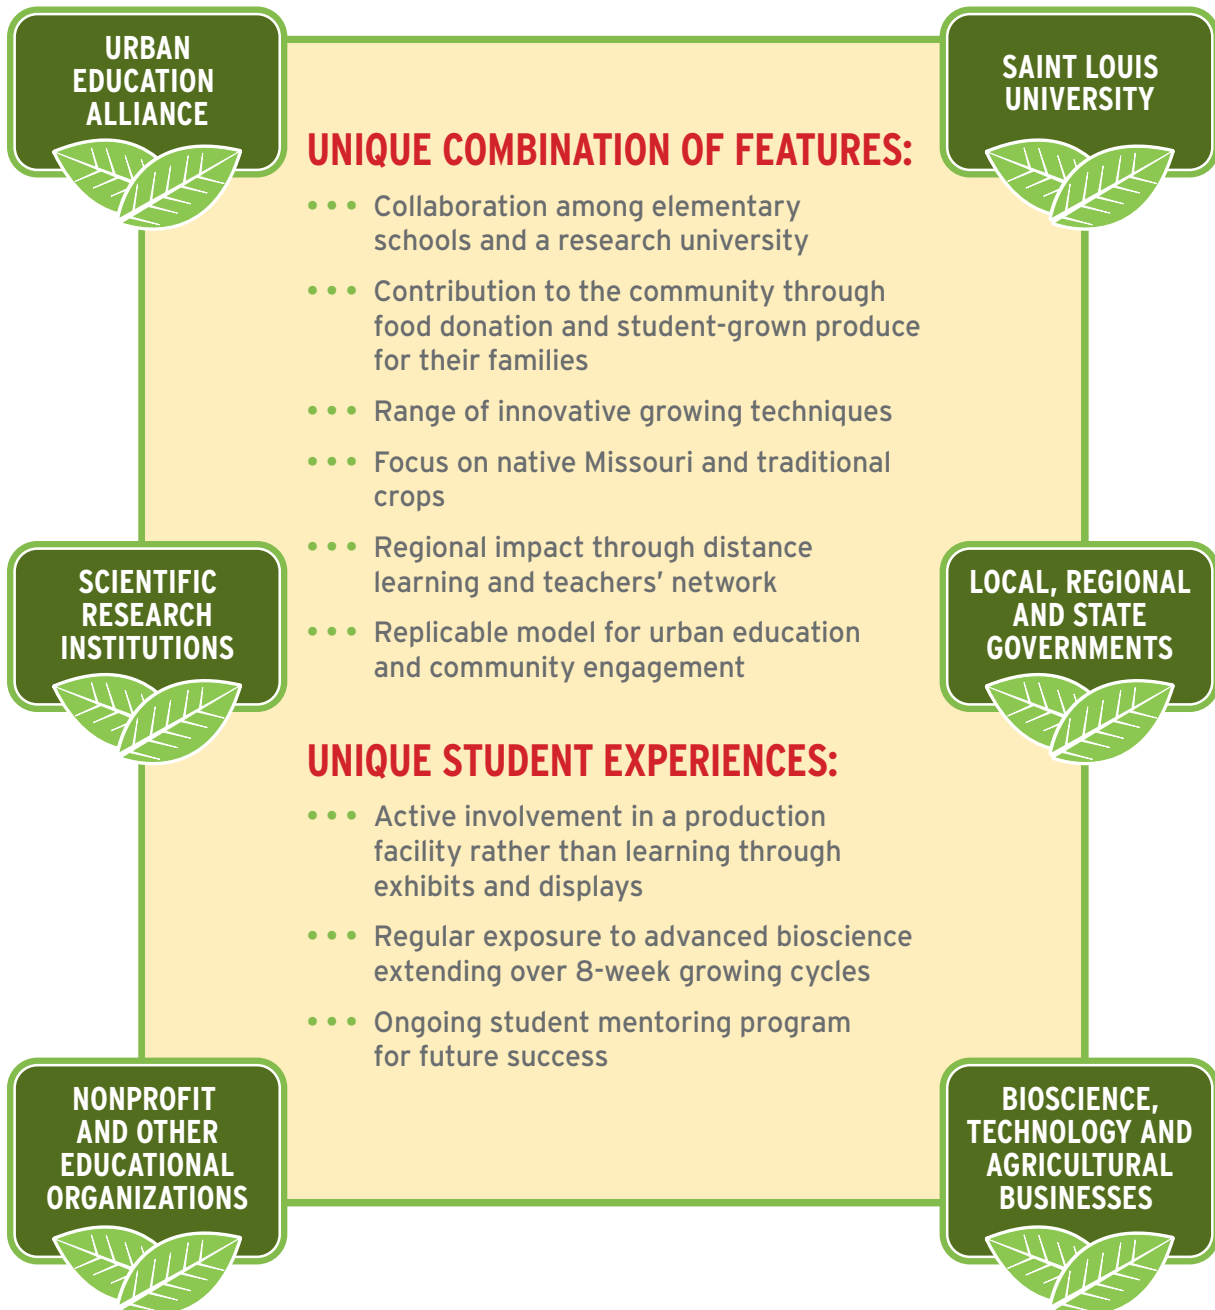 URBAN
EDUCATION
ALLIANCE
SAINT LOUIS
UNIVERSITY
UNIQUE COMBINATION OF FEATURES:
••• Collaboration among elementary
schools and a research university
••• Contribution to the community through
food donation and student-grown produce
for their families
••• Range of innovative growing techniques
••• Focus on native Missouri and traditional
crops
••• Regional impact through distance
learning and teachers’ network
••• Replicable model for urban education
and community engagement
SCIENTIFIC
RESEARCH
INSTITUTIONS
LOCAL, REGIONAL
AND STATE
GOVERNMENTS
UNIQUE STUDENT EXPERIENCES:
••• Active involvement in a production
facility rather than learning through
exhibits and displays
••• Regular exposure to advanced bioscience
extending over 8-week growing cycles
••• Ongoing student mentoring program
for future success
NONPROFIT
AND OTHER
EDUCATIONAL
ORGANIZATIONS
BIOSCIENCE,
TECHNOLOGY AND
AGRICULTURAL
BUSINESSES